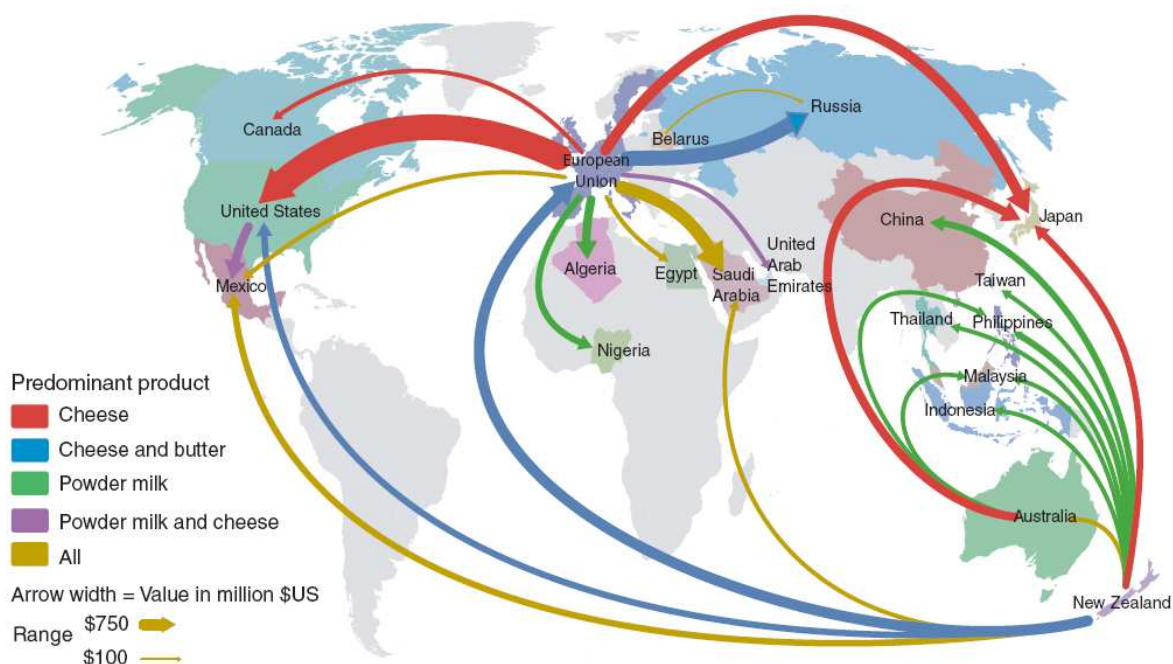 Russia
Canada
Belarus
European
Union
United States
China
Japan
Algeria
Egypt
Saudi
Arabia
United
Arab
Emirates
Mexico
Taiwan
Thailand
Philippines
Nigeria
Malaysia
Indonesia
Predominant product
Cheese
Cheese and butter
Powder milk
Powder milk and cheese
All
Australia
New Zealand
Arrow width = Value in million $US
Range
$750
$100